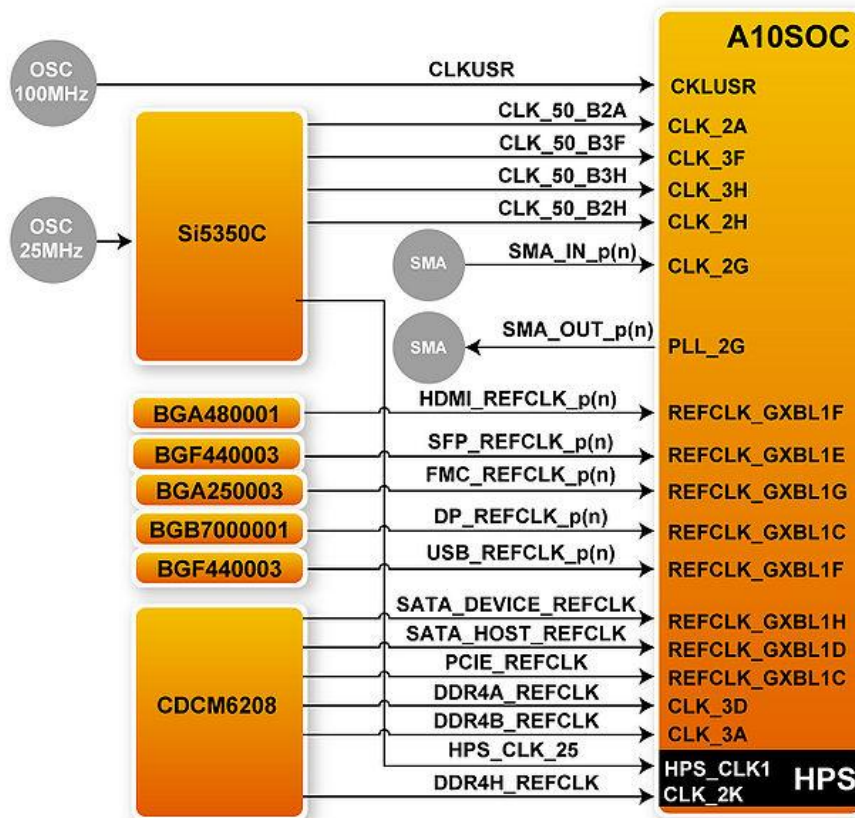 A10SOC
OSC
100MHz
CLKUSR
CKLUSR
CLK_50_B2A
CLK_2A
CLK_50_B3F
CLK_3F
CLK_50_B3H
CLK_3H
CLK_50_B2H
CLK_2H
OSC
25MHz
Si5350C
SMA
SMA_IN_p(n)
CLK_2G
SMA
SMA_OUT_p(n)
PLL_2G
BGA480001
HDMI_REFCLK_p(n)
REFCLK_GXBL1F
BGF440003
SFP_REFCLK_p(n)
REFCLK_GXBL1E
BGA250003
FMC_REFCLK_p(n)
REFCLK_GXBL1G
BGB7000001
DP_REFCLK_p(n)
REFCLK_GXBL1C
BGF440003
USB_REFCLK_p(n)
REFCLK_GXBL1F
CDCM6208
SATA_DEVICE_REFCLK
REFCLK_GXBL1H
SATA_HOST_REFCLK
REFCLK_GXBL1D
PCIE_REFCLK
REFCLK_GXBL1C
DDR4A_REFCLK
CLK_3D
DDR4B_REFCLK
CLK_3A
HPS_CLK_25
HPS_CLK1
HPS
DDR4H_REFCLK
CLK_2K